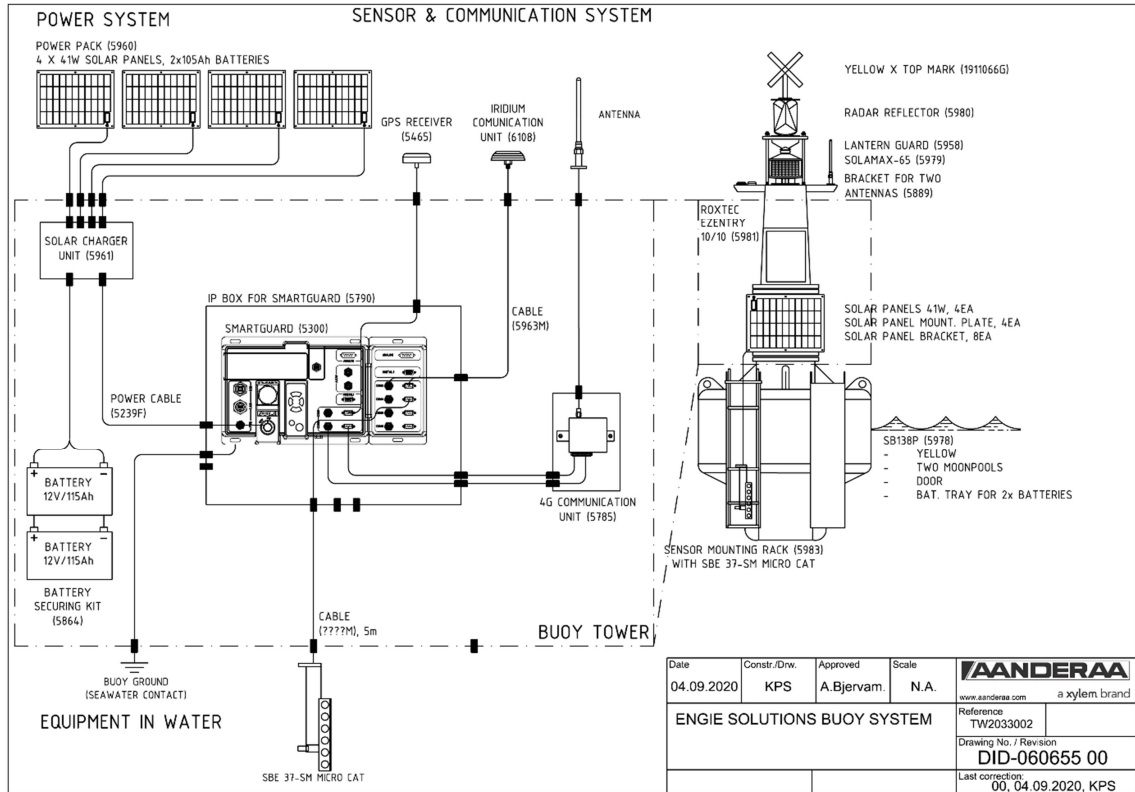 POWER SYSTEM
SENSOR & COMMUNICATION SYSTEM
POWER PACK (5960)
4 X 41W SOLAR PANELS, 2x105Ah BATTERIES
GPS RECEIVER
(5465)
IRIDIUM
COMUNICATION
UNIT (6108)
ANTENNA
YELLOW X TOP MARK (1911066G)
RADAR REFLECTOR (5980)
LANTERN GUARD (5958)
SOLAMAX-65 (5979)
BRACKET FOR TWO
ANTENNAS (5889)
ROXTEC
EZENTRY
10/10 (5981)
SOLAR CHARGER
UNIT (5961)
IP BOX FOR SMARTGUARD (5790)
SMARTGUARD (5300)
CABLE
(5963M)
SOLAR PANELS 41W, 4EA
SOLAR PANEL MOUNT. PLATE, 4EA
SOLAR PANEL BRACKET, 8EA
POWER CABLE
(5239F)
SB138P (5978)
- YELLOW
- TWO MOONPOOLS
- DOOR
- BAT. TRAY FOR 2x BATTERIES
+ −
BATTERY
12V/115Ah
+ −
BATTERY
12V/115Ah
BATTERY
SECURING KIT
(5864)
4G COMMUNICATION
UNIT (5785)
SENSOR MOUNTING RACK (5983)
WITH SBE 37-SM MICRO CAT
CABLE
(????M), 5m
BUOY TOWER
BUOY GROUND
(SEAWATER CONTACT)
EQUIPMENT IN WATER
SBE 37-SM MICRO CAT
Date
04.09.2020
Constr./Drw.
KPS
Approved
A.Bjervam.
Scale
N.A.
AANDERAA
www.aanderaa.com
a xylem brand
ENGIE SOLUTIONS BUOY SYSTEM
Reference
TW2033002
Drawing No. / Revision
DID-060655 00
Last correction:
00, 04.09.2020, KPS